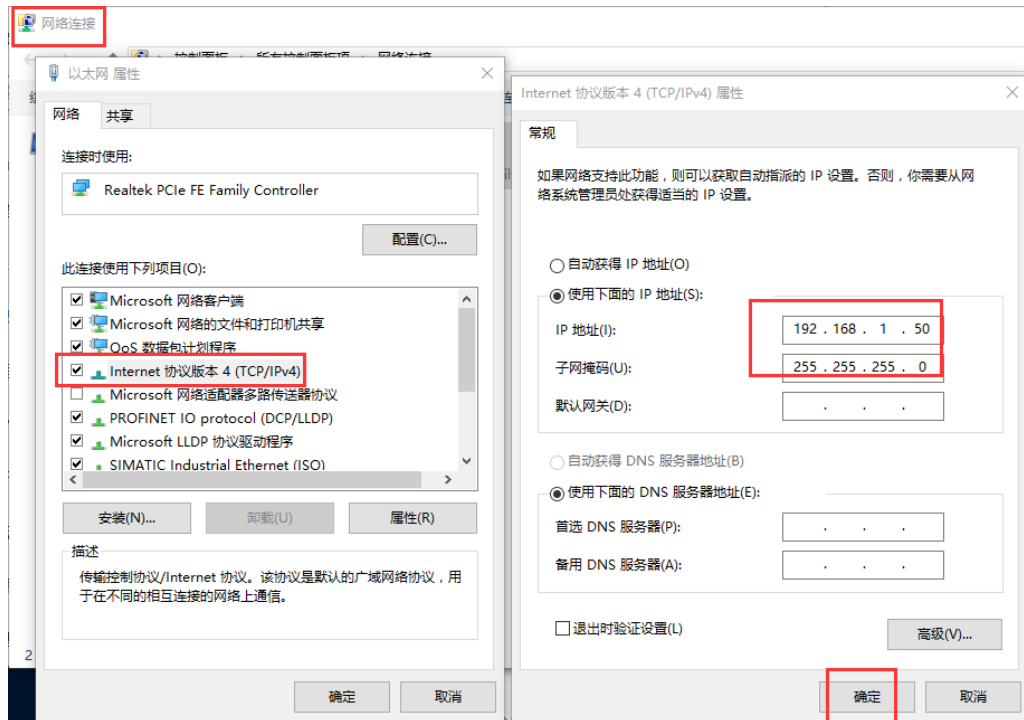 网络连接
控制面板 所有控制面板项 网络连接
以太网 属性
网络 共享
连接时使用:
Realtek PCIe FE Family Controller
配置(C)...
此连接使用下列项目(O):
Microsoft 网络客户端
Microsoft 网络的文件和打印机共享
QoS 数据包计划程序
Internet 协议版本 4 (TCP/IPv4)
Microsoft 网络适配器多路传送器协议
PROFINET IO protocol (DCP/LLDP)
Microsoft LLDP 协议驱动程序
SIMATIC Industrial Ethernet (ISO)
安装(N)... 卸载(U) 属性(R)
描述
传输控制协议/Internet 协议。该协议是默认的广域网络协议，用
于在不同的相互连接的网络上通信。
2
确定 取消
Internet 协议版本 4 (TCP/IPv4) 属性
常规
如果网络支持此功能，则可以获取自动指派的 IP 设置。否则，你需要从网
络系统管理员处获得适当的 IP 设置。
自动获得 IP 地址(O)
使用下面的 IP 地址(S):
IP 地址(I): 192 . 168 . 1 . 50
子网掩码(U): 255 . 255 . 255 . 0
默认网关(D): . . .
自动获得 DNS 服务器地址(B)
使用下面的 DNS 服务器地址(E):
首选 DNS 服务器(P): . . .
备用 DNS 服务器(A): . . .
退出时验证设置(L)
高级(V)...
确定 取消